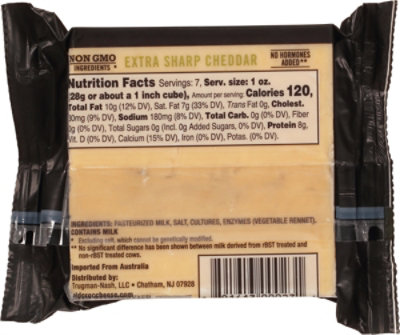 NON GMO
INGREDIENTS *
EXTRA SHARP CHEDDAR
NO HORMONES
ADDED**
Nutrition Facts Servings: 7, Serv. size: 1 oz.
(28g or about a 1 inch cube), Amount per serving: Calories 120,
Total Fat 10g (12% DV), Sat. Fat 7g (33% DV), Trans Fat 0g, Cholest.
30mg (9% DV), Sodium 180mg (8% DV), Total Carb. 0g (0% DV), Fiber
0g (0% DV), Total Sugars 0g (Incl. 0g Added Sugars, 0% DV), Protein 8g,
Vit. D (0% DV), Calcium (15% DV), Iron (0% DV), Potas. (0% DV).
INGREDIENTS: PASTEURIZED MILK, SALT, CULTURES, ENZYMES (VEGETABLE RENNET).
CONTAINS MILK
* Excluding salt, which cannot be genetically modified.
** No significant difference has been shown between milk derived from rBST treated and
non-rBST treated cows.
Imported From Australia
Distributed by:
Trugman-Nash, LLC • Chatham, NJ 07928